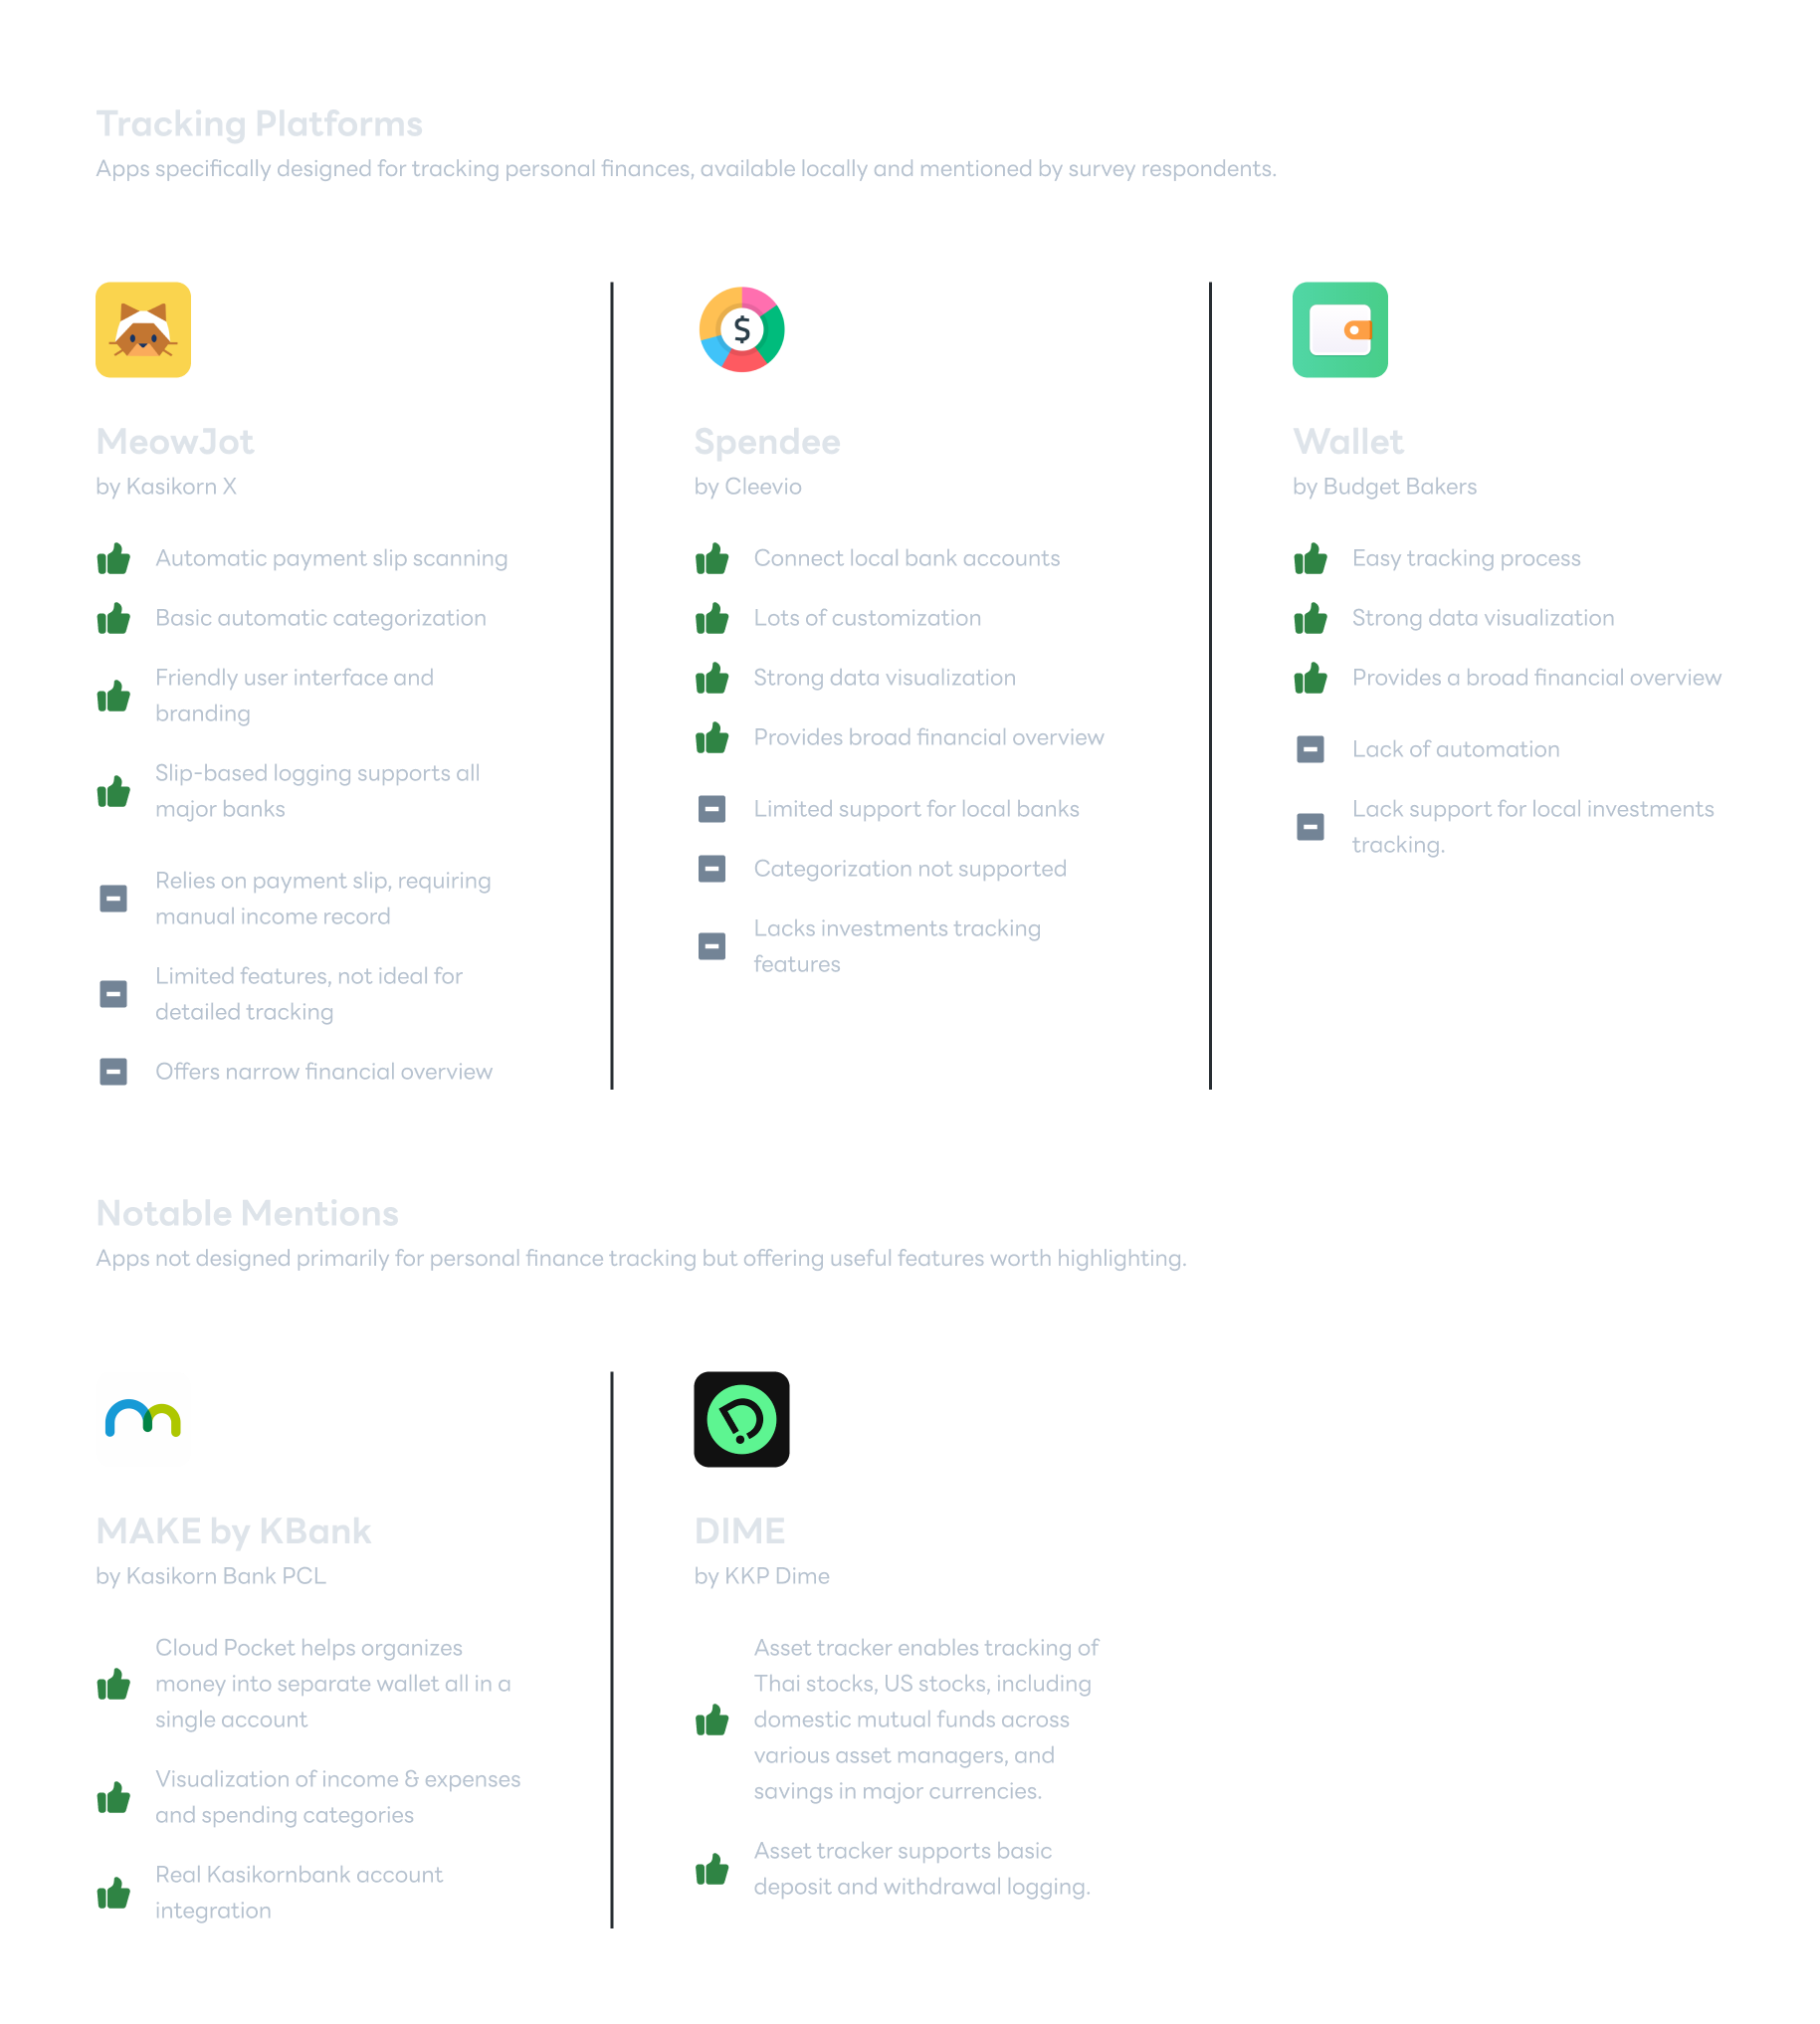 Tracking Platforms
Apps specifically designed for tracking personal finances, available locally and mentioned by survey respondents.
MeowJot
by Kasikorn X
Automatic payment slip scanning
Basic automatic categorization
Friendly user interface and
branding
Slip-based logging supports all
major banks
Relies on payment slip, requiring
manual income record
Limited features, not ideal for
detailed tracking
Offers narrow financial overview
$
Spendee
by Cleevio
Connect local bank accounts
Lots of customization
Strong data visualization
Provides broad financial overview
Limited support for local banks
Categorization not supported
Lacks investments tracking
features
Wallet
by Budget Bakers
Easy tracking process
Strong data visualization
Provides a broad financial overview
Lack of automation
Lack support for local investments
tracking.
Notable Mentions
Apps not designed primarily for personal finance tracking but offering useful features worth highlighting.
MAKE by KBank
by Kasikorn Bank PCL
Cloud Pocket helps organizes
money into separate wallet all in a
single account
Visualization of income & expenses
and spending categories
Real Kasikornbank account
integration
DIME
by KKP Dime
Asset tracker enables tracking of
Thai stocks, US stocks, including
domestic mutual funds across
various asset managers, and
savings in major currencies.
Asset tracker supports basic
deposit and withdrawal logging.